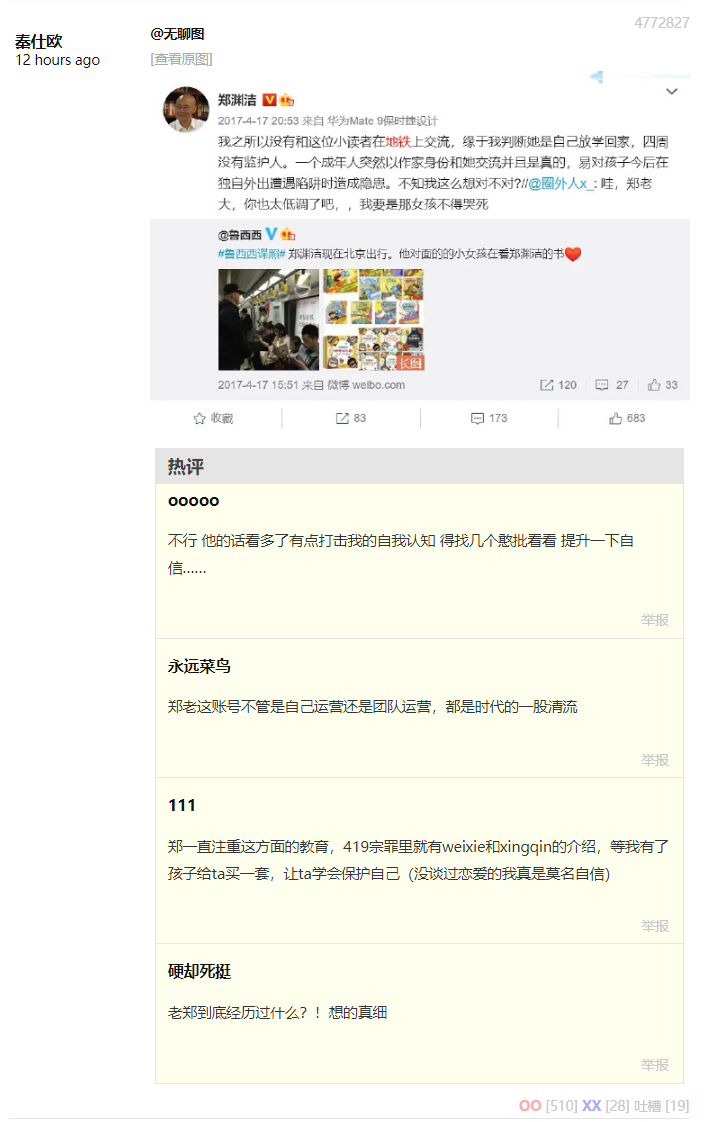 4772827
秦仕欧
12 hours ago
@无聊图
[查看原图]
郑渊洁
2017-4-17 20:53 来自 华为Mate 9保时捷设计
我之所以没有和这位小读者在地铁上交流，缘于我判断她是自己放学回家，四周
没有监护人。一个成年人突然以作家身份和她交流并且是真的，易对孩子今后在
独自外出遭遇陷阱时造成隐患。不知我这么想对不对?//@圈外人x_: 哇，郑老
大，你也太低调了吧，，我要是那女孩不得哭死
@鲁西西
#鲁西西谍照# 郑渊洁现在北京出行。他对面的的小女孩在看郑渊洁的书
长图
2017-4-17 15:51 来自 微博 weibo.com
120 27 33
收藏 83 173 683
热评
ooooo
不行 他的话看多了有点打击我的自我认知 得找几个憨批看看 提升一下自
信……
举报
永远菜鸟
郑老这账号不管是自己运营还是团队运营，都是时代的一股清流
举报
111
郑一直注重这方面的教育，419宗罪里就有weixie和xingqin的介绍，等我有了
孩子给ta买一套，让ta学会保护自己（没谈过恋爱的我真是莫名自信）
举报
硬却死挺
老郑到底经历过什么？！想的真细
举报
OO [510] XX [28] 吐槽 [19]